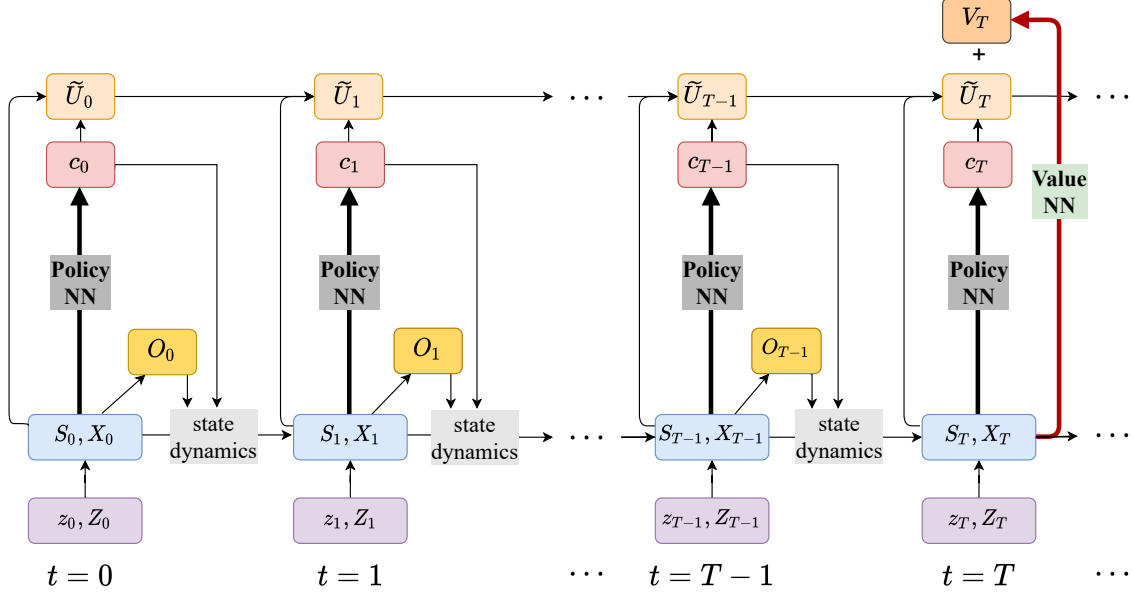 V_T
+
Ũ_0 Ũ_1 ··· Ũ_{T−1} Ũ_T ···
c_0 c_1 c_{T−1} c_T
Value
NN
Policy
NN
Policy
NN
Policy
NN
Policy
NN
O_0 O_1 O_{T−1}
S_0, X_0
state
dynamics
S_1, X_1
state
dynamics
···
S_{T−1}, X_{T−1}
state
dynamics
S_T, X_T
···
z_0, Z_0 z_1, Z_1 z_{T−1}, Z_{T−1} z_T, Z_T
t = 0 t = 1 ··· t = T − 1 t = T ···